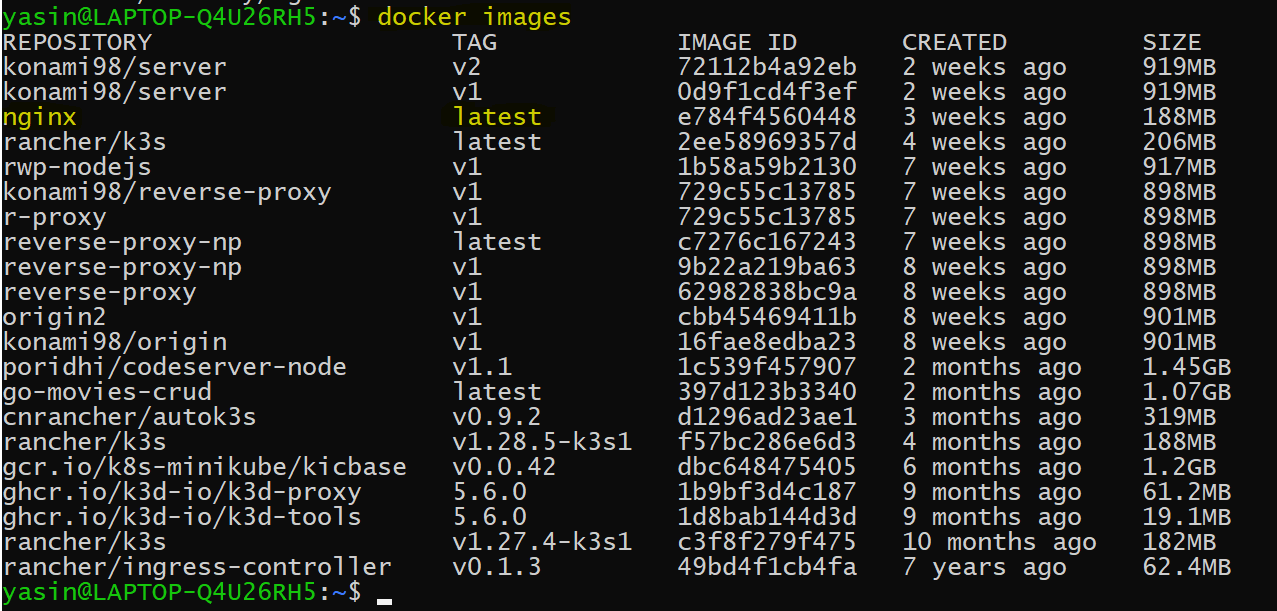 yasin@LAPTOP-Q4U26RH5:~$ docker images
REPOSITORY TAG IMAGE ID CREATED SIZE
konami98/server v2 72112b4a92eb 2 weeks ago 919MB
konami98/server v1 0d9f1cd4f3ef 2 weeks ago 919MB
nginx latest e784f4560448 3 weeks ago 188MB
rancher/k3s latest 2ee58969357d 4 weeks ago 206MB
rwp-nodejs v1 1b58a59b2130 7 weeks ago 917MB
konami98/reverse-proxy v1 729c55c13785 7 weeks ago 898MB
r-proxy v1 729c55c13785 7 weeks ago 898MB
reverse-proxy-np latest c7276c167243 7 weeks ago 898MB
reverse-proxy-np v1 9b22a219ba63 8 weeks ago 898MB
reverse-proxy v1 62982838bc9a 8 weeks ago 898MB
origin2 v1 cbb45469411b 8 weeks ago 901MB
konami98/origin v1 16fae8edba23 8 weeks ago 901MB
poridhi/codeserver-node v1.1 1c539f457907 2 months ago 1.45GB
go-movies-crud latest 397d123b3340 2 months ago 1.07GB
cnrancher/autok3s v0.9.2 d1296ad23ae1 3 months ago 319MB
rancher/k3s v1.28.5-k3s1 f57bc286e6d3 4 months ago 188MB
gcr.io/k8s-minikube/kicbase v0.0.42 dbc648475405 6 months ago 1.2GB
ghcr.io/k3d-io/k3d-proxy 5.6.0 1b9bf3d4c187 9 months ago 61.2MB
ghcr.io/k3d-io/k3d-tools 5.6.0 1d8bab144d3d 9 months ago 19.1MB
rancher/k3s v1.27.4-k3s1 c3f8f279f475 10 months ago 182MB
rancher/ingress-controller v0.1.3 49bd4f1cb4fa 7 years ago 62.4MB
yasin@LAPTOP-Q4U26RH5:~$